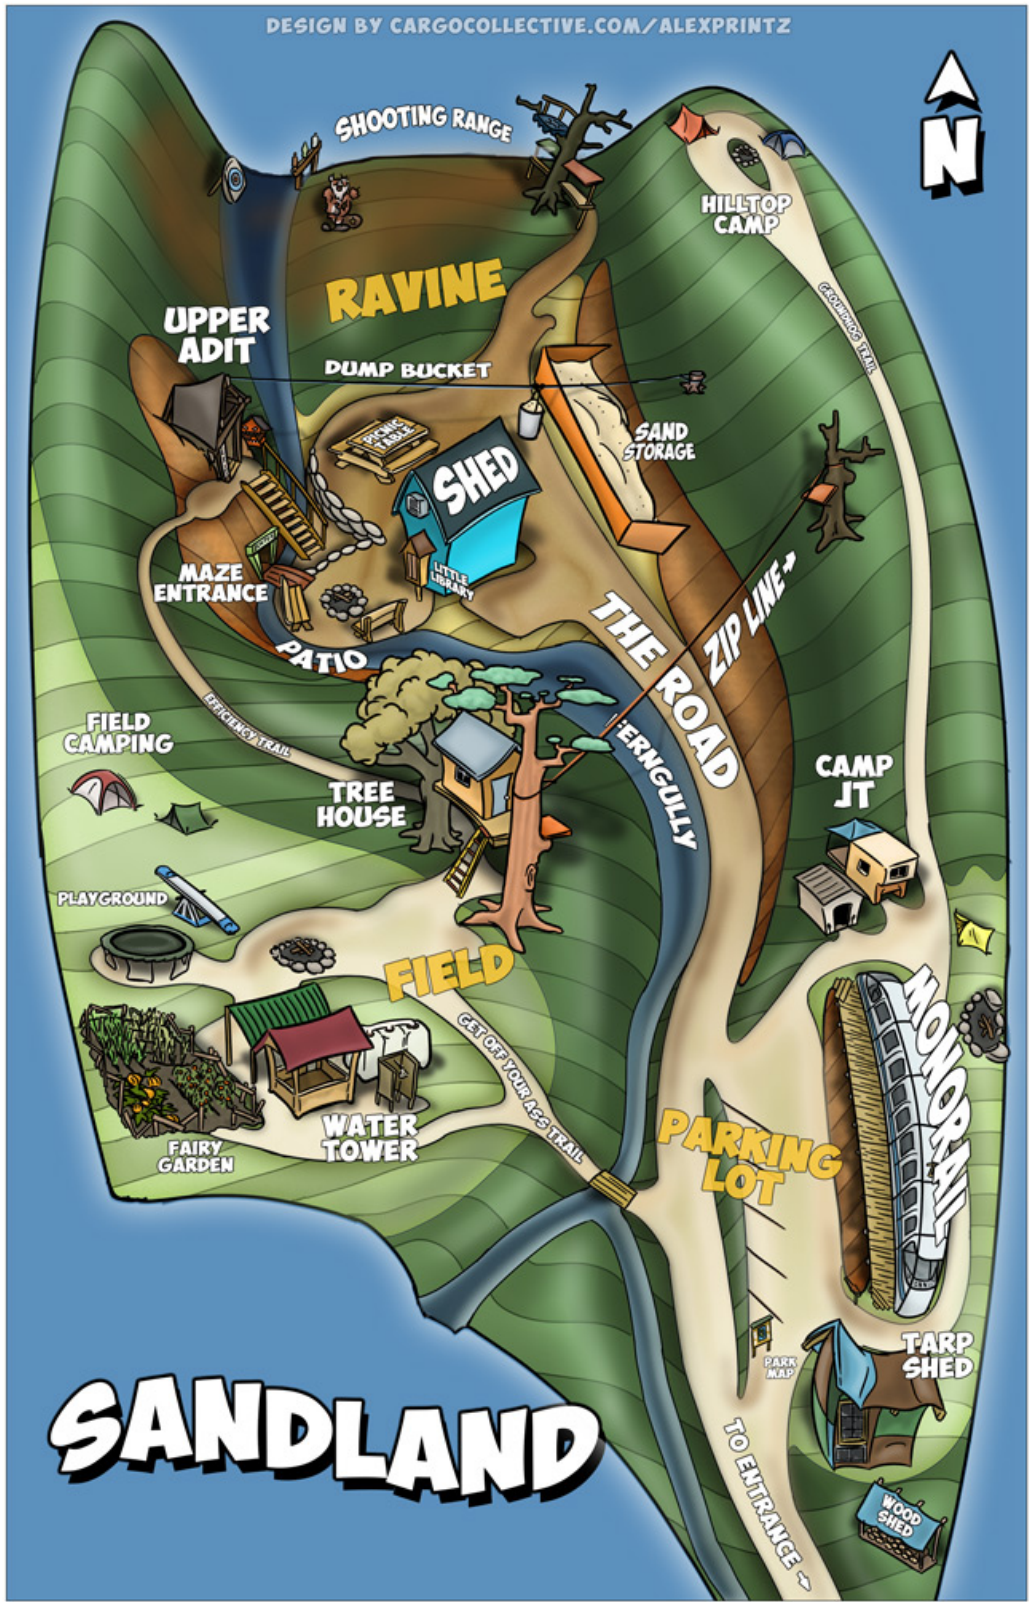 DESIGN BY CARGOCOLLECTIVE.COM/ALEXPRINTZ
SHOOTING RANGE
N
HILLTOP
CAMP
RAVINE
GROUNDHOG TRAIL
UPPER
ADIT
DUMP BUCKET
PICNIC
TABLE
SHED
SAND
STORAGE
MAZE
ENTRANCE
LITTLE
LIBRARY
THE ROAD
ZIP LINE
PATIO
EFFICIENCY TRAIL
FERNGULLY
FIELD
CAMPING
TREE
HOUSE
CAMP
JT
PLAYGROUND
FIELD
MONORAIL
GET OFF YOUR ASS TRAIL
WATER
TOWER
FAIRY
GARDEN
PARKING
LOT
PARK
MAP
TARP
SHED
SANDLAND
TO ENTRANCE
WOOD
SHED